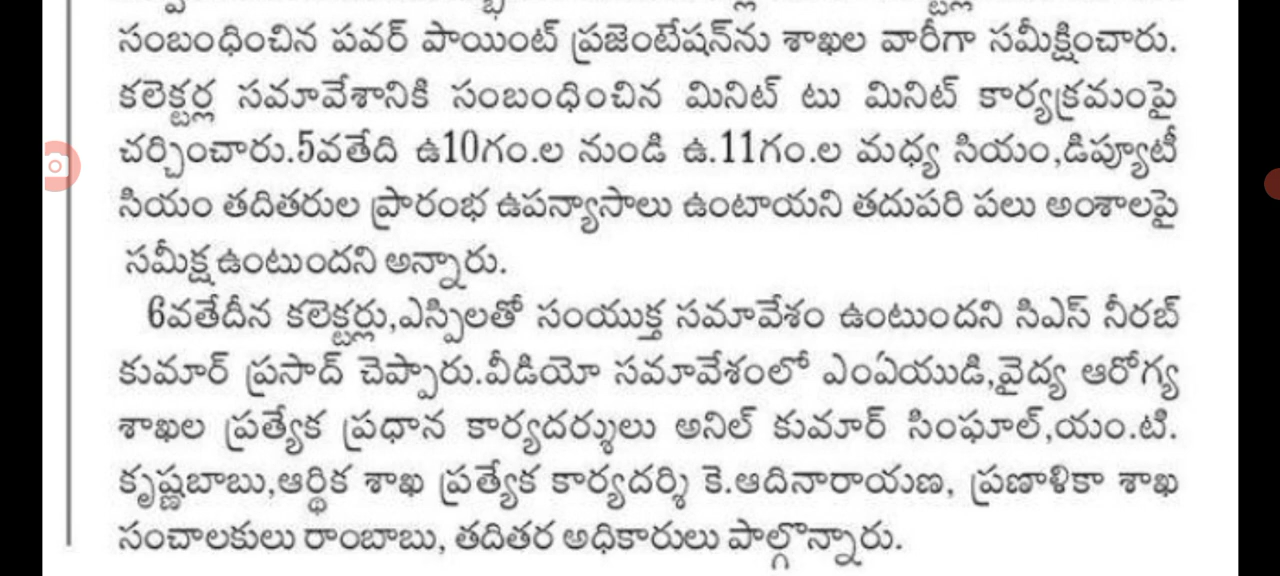 సంబంధించిన పవర్ పాయింట్ ప్రజెంటేషన్‌ను శాఖల వారీగా సమీక్షించారు.
కలెక్టర్ల సమావేశానికి సంబంధించిన మినిట్ టు మినిట్ కార్యక్రమంపై
చర్చించారు.5వతేది ఉ10గం.ల నుండి ఉ.11గం.ల మధ్య సియం,డిప్యూటీ
సియం తదితరుల ప్రారంభ ఉపన్యాసాలు ఉంటాయని తదుపరి పలు అంశాలపై
సమీక్ష ఉంటుందని అన్నారు.
6వతేదీన కలెక్టర్లు,ఎస్పిలతో సంయుక్త సమావేశం ఉంటుందని సిఎస్ నీరబ్
కుమార్ ప్రసాద్ చెప్పారు.వీడియో సమావేశంలో ఎంఏయుడి,వైద్య ఆరోగ్య
శాఖల ప్రత్యేక ప్రధాన కార్యదర్శులు అనిల్ కుమార్ సింఘాల్,యం.టి.
కృష్ణబాబు,ఆర్థిక శాఖ ప్రత్యేక కార్యదర్శి కె.ఆదినారాయణ, ప్రణాళికా శాఖ
సంచాలకులు రాంబాబు, తదితర అధికారులు పాల్గొన్నారు.